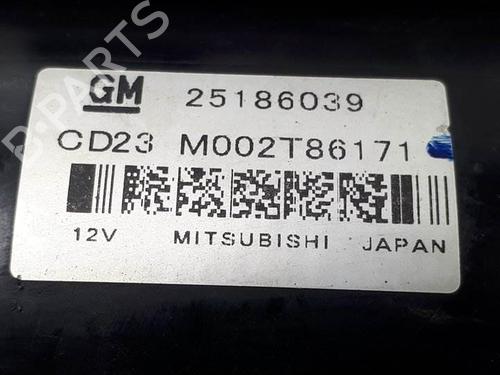 B-PARTS
GM 25186039
CD23 M002T86171
12V MITSUBISHI JAPAN